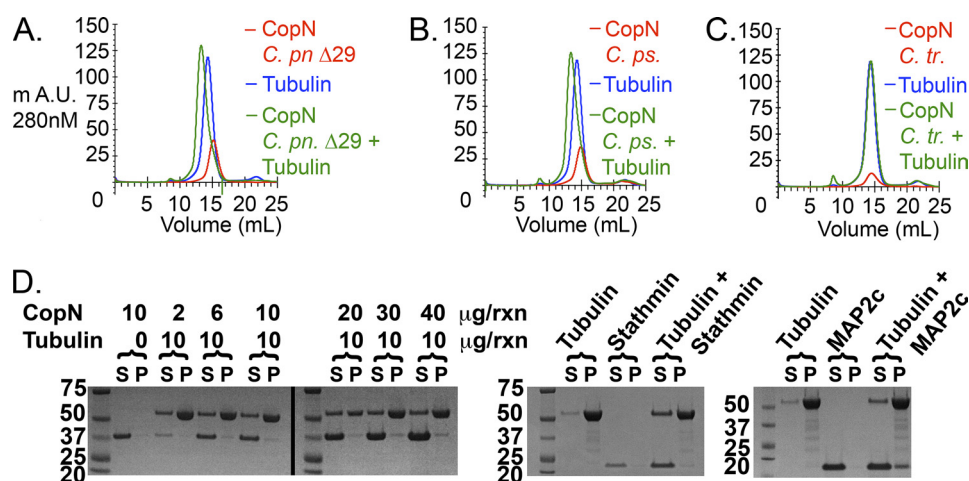 A.
150
125
100
75
50
25
0
m A.U.
280nM
5 10 15 20 25
Volume (mL)
CopN
C. pn Δ29
Tubulin
CopN
C. pn. Δ29 +
Tubulin
B.
150
125
100
75
50
25
0
5 10 15 20 25
Volume (mL)
CopN
C. ps.
Tubulin
CopN
C. ps. +
Tubulin
C.
150
125
100
75
50
25
0
5 10 15 20 25
Volume (mL)
CopN
C. tr.
Tubulin
CopN
C. tr. +
Tubulin
D.
CopN 10 2 6 10 20 30 40 μg/rxn
Tubulin 0 10 10 10 10 10 10 μg/rxn
S P S P S P S P S P S P S P
75
50
37
25
20
75
50
37
25
20
Tubulin
Stathmin
Tubulin +
Stathmin
S P S P S P
75
50
37
25
20
Tubulin
MAP2c
Tubulin +
MAP2c
S P S P S P
50
37
25
20